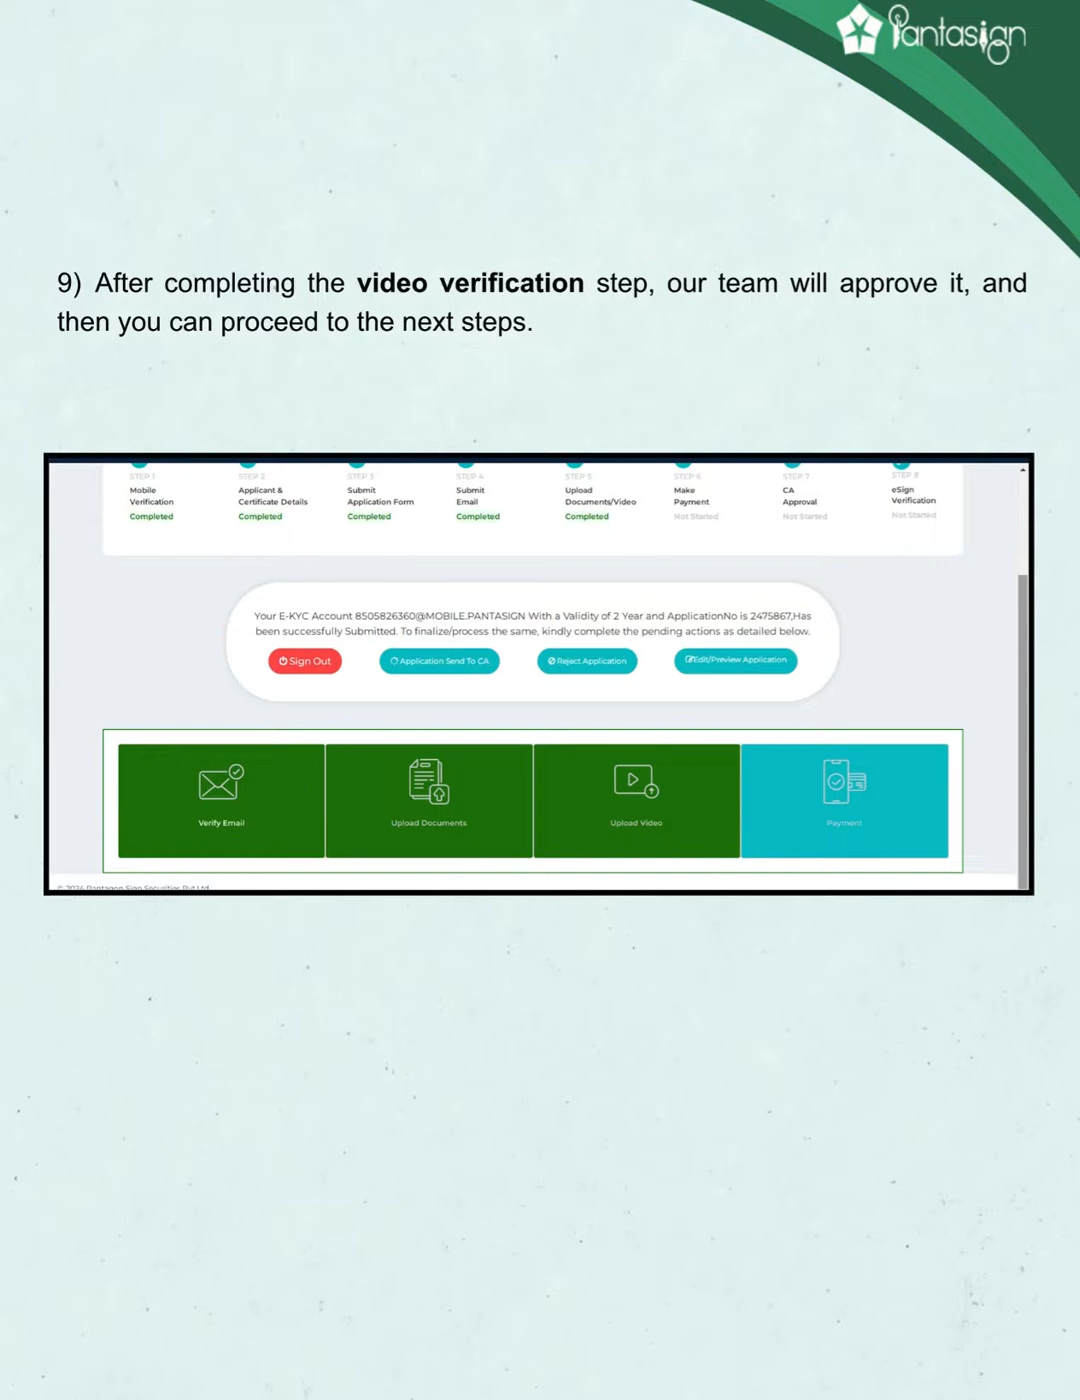 Pantasign
9) After completing the video verification step, our team will approve it, and
then you can proceed to the next steps.
STEP 1 STEP 2 STEP 3 STEP 4 STEP 5 STEP 6 STEP 7 STEP 8
Mobile Applicant & Submit Submit Upload Make CA eSign
Verification Certificate Details Application Form Email Documents/Video Payment Approval Verification
Completed Completed Completed Completed Completed Not Started Not Started Not Started
Your E-KYC Account 8505826360@MOBILE.PANTASIGN With a Validity of 2 Year and ApplicationNo is 2475867,Has
been successfully Submitted. To finalize/process the same, kindly complete the pending actions as detailed below.
Sign Out Application Send To CA Reject Application Edit/Preview Application
Verify Email Upload Documents Upload Video Payment
© 2024 Pantagon Sign Securities Pvt Ltd